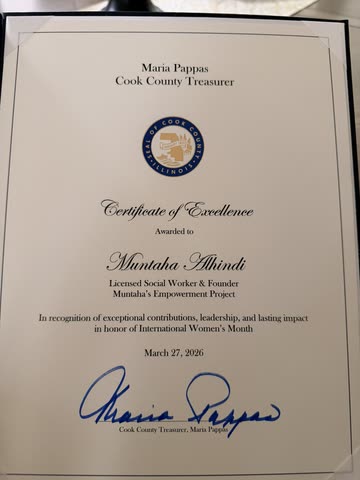 Maria Pappas
Cook County Treasurer
SEAL OF COOK COUNTY
ILLINOIS
Certificate of Excellence
Awarded to
Muntaha Alhindi
Licensed Social Worker & Founder
Muntaha's Empowerment Project
In recognition of exceptional contributions, leadership, and lasting impact
in honor of International Women's Month
March 27, 2026
Maria Pappas
Cook County Treasurer, Maria Pappas